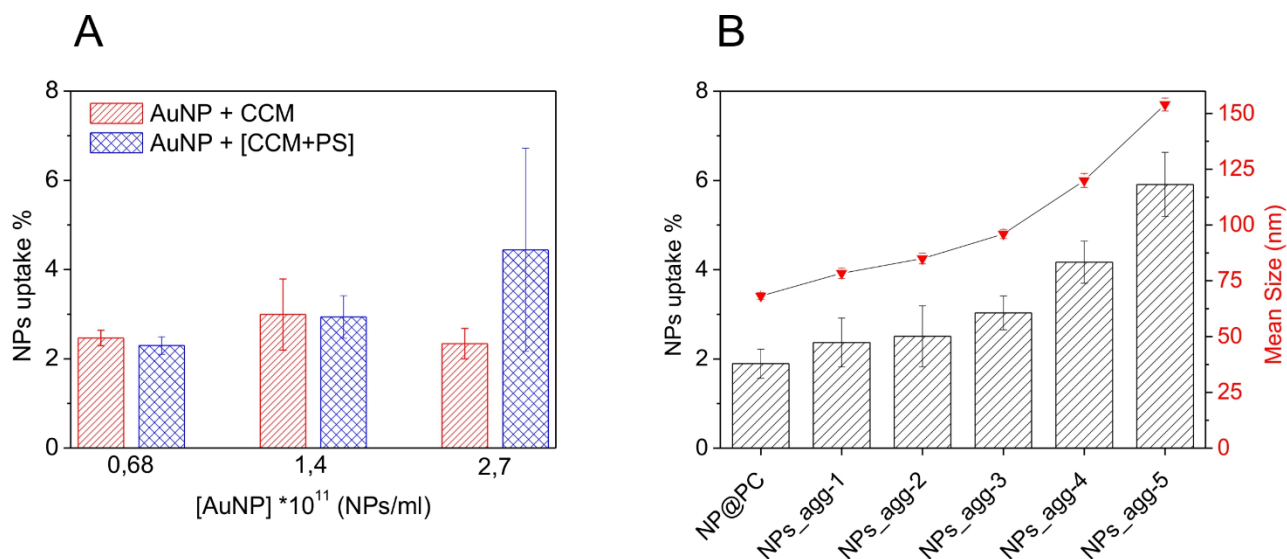 A
8
6
4
2
0
NPs uptake %
AuNP + CCM
AuNP + [CCM+PS]
0,68
1,4
2,7
[AuNP] *10¹¹ (NPs/ml)
B
8
6
4
2
0
NPs uptake %
150
125
100
75
50
25
0
Mean Size (nm)
NP@PC
NPs_agg-1
NPs_agg-2
NPs_agg-3
NPs_agg-4
NPs_agg-5